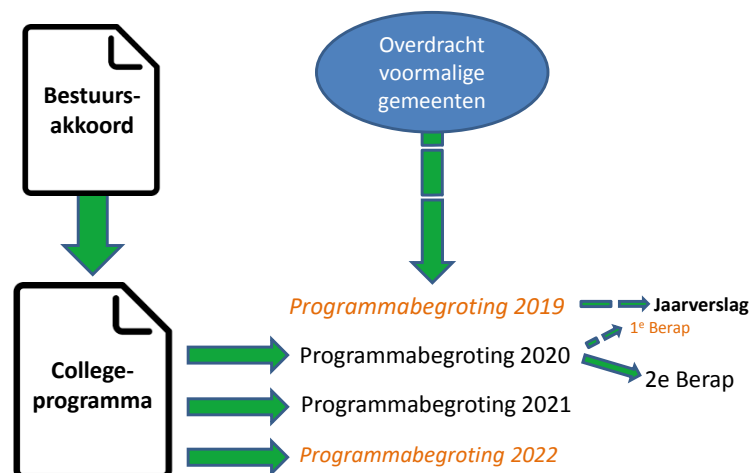 Bestuurs-
akkoord
Overdracht
voormalige
gemeenten
Programmabegroting 2019
Jaarverslag
1e Berap
Programmabegroting 2020
2e Berap
College-
programma
Programmabegroting 2021
Programmabegroting 2022